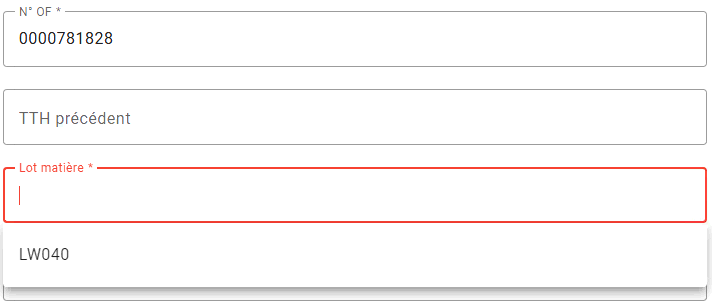 N° OF *
0000781828
TTH précédent
Lot matière *
LW040